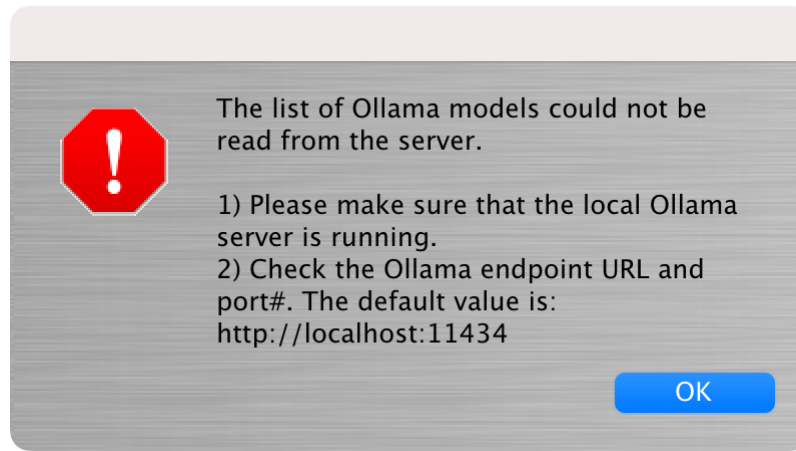 The list of Ollama models could not be
read from the server.
1) Please make sure that the local Ollama
server is running.
2) Check the Ollama endpoint URL and
port#. The default value is:
http://localhost:11434
OK